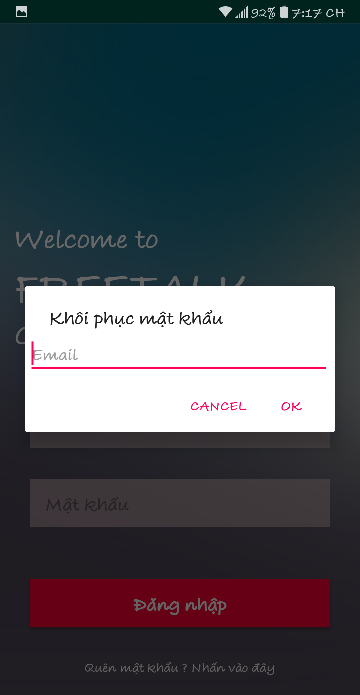 92% 7:17 CH
Welcome to
FREETALK
Khôi phục mật khẩu
Email
CANCEL OK
Mật khẩu
Đăng nhập
Quên mật khẩu ? Nhấn vào đây